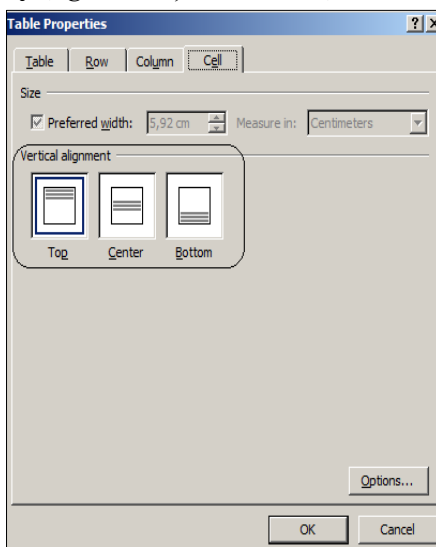 Table Properties
Table Row Column Cell
Size
Preferred width: 5,92 cm Measure in: Centimeters
Vertical alignment
Top Center Bottom
Options...
OK Cancel